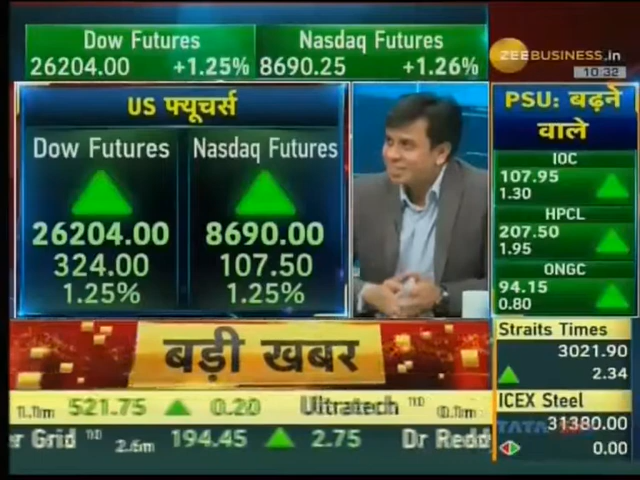 Dow Futures
26204.00 +1.25%
Nasdaq Futures
8690.25 +1.26%
ZEEBUSINESS.in
10:32
US फ्यूचर्स
Dow Futures
26204.00
324.00
1.25%
Nasdaq Futures
8690.00
107.50
1.25%
PSU: बढ़ने
वाले
IOC
107.95
1.30
HPCL
207.50
1.95
ONGC
94.15
0.80
Straits Times
3021.90
2.34
ICEX Steel
31380.00
0.00
बड़ी खबर
521.75 0.20 Ultratech
er Grid 2.6m 194.45 2.75 Dr Redd